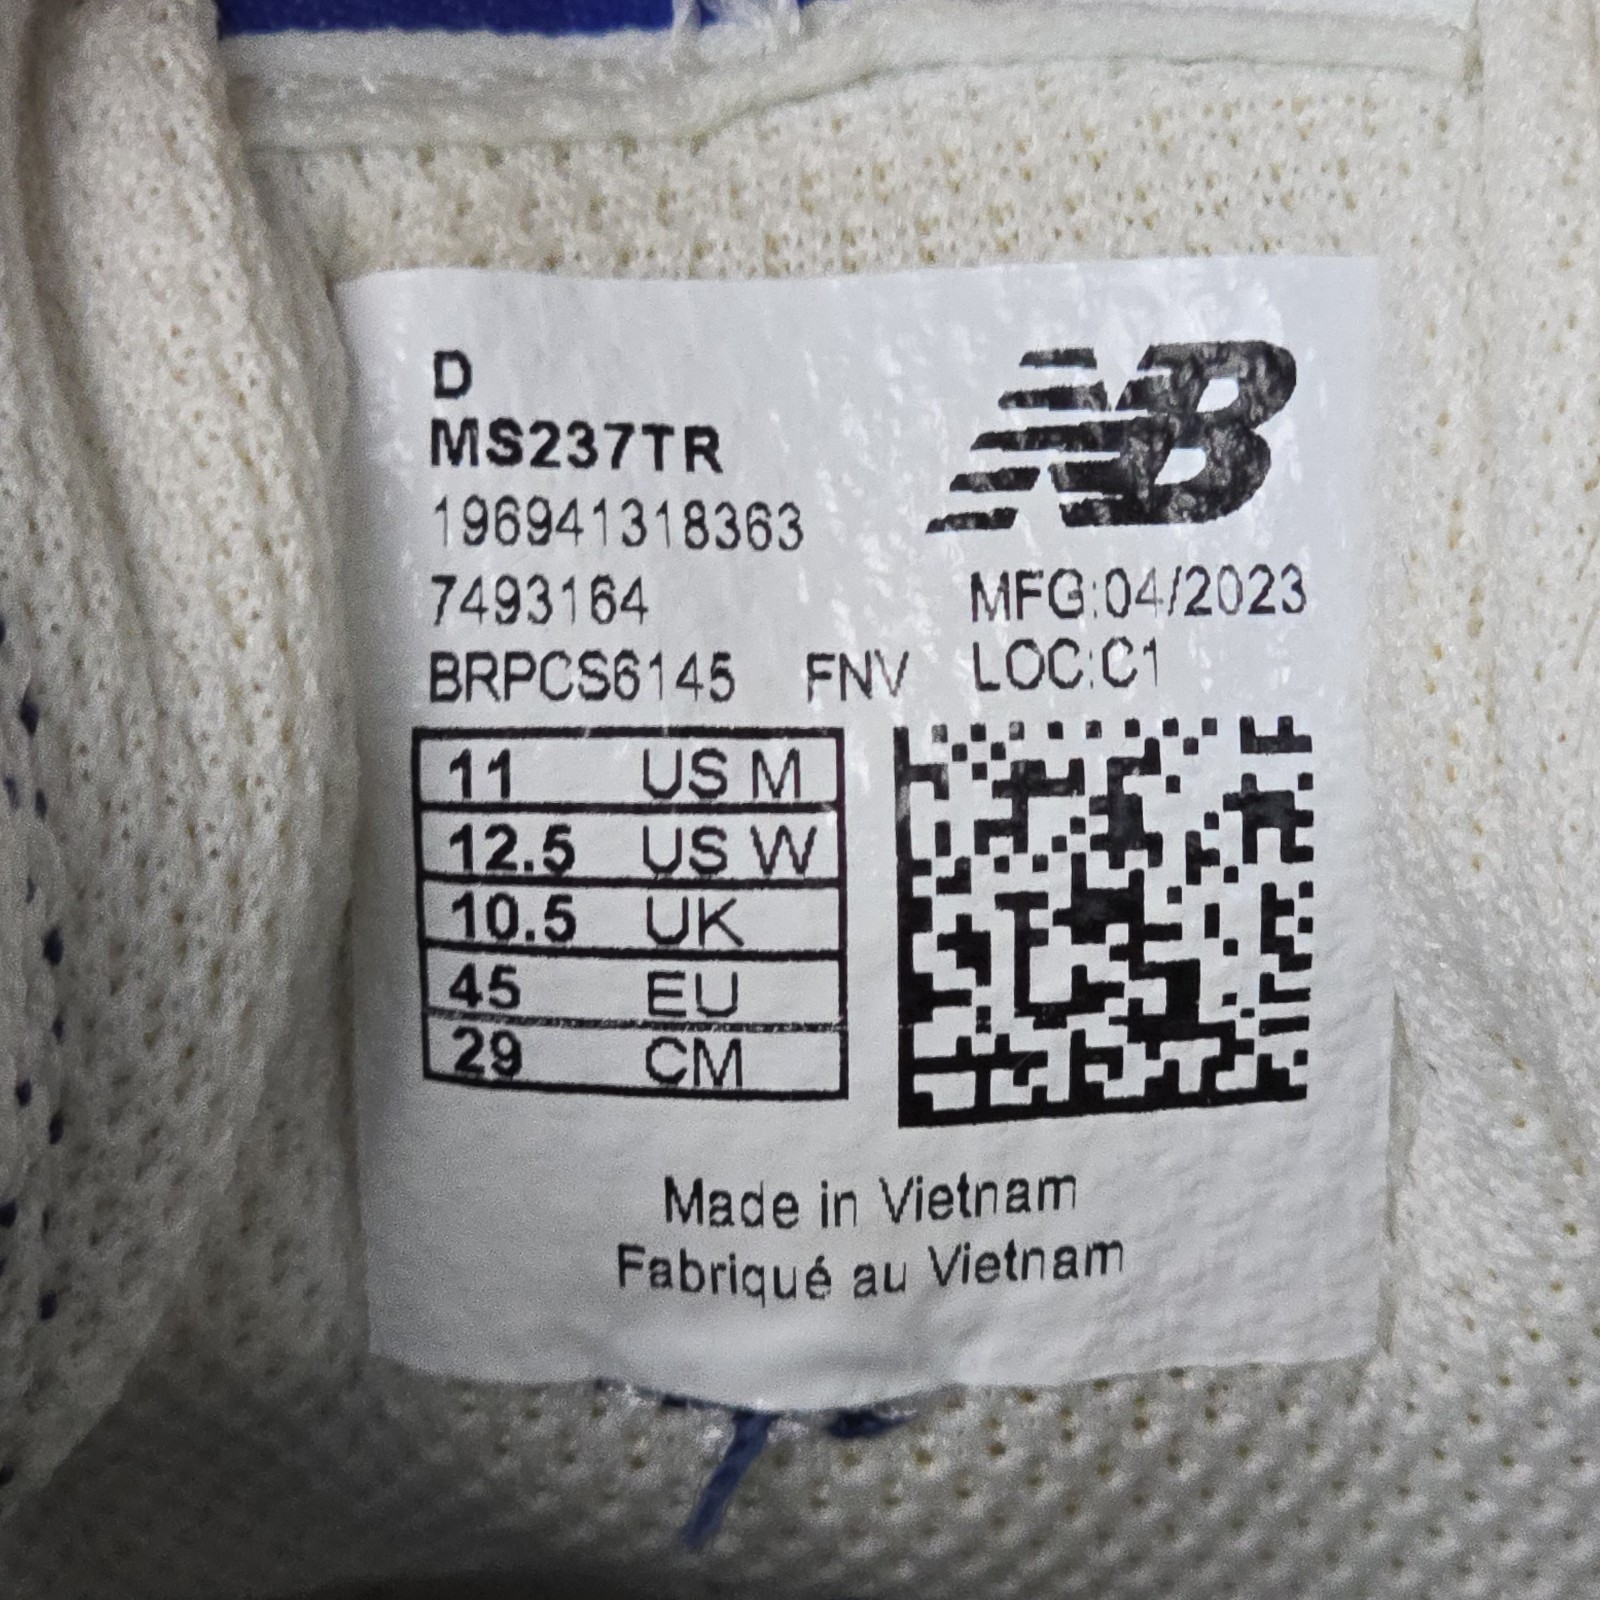 D
MS237TR
196941318363
7493164
BRPCS6145 FNV
NB
MFG:04/2023
LOC:C1
11 US M
12.5 US W
10.5 UK
45 EU
29 CM
Made in Vietnam
Fabriqué au Vietnam